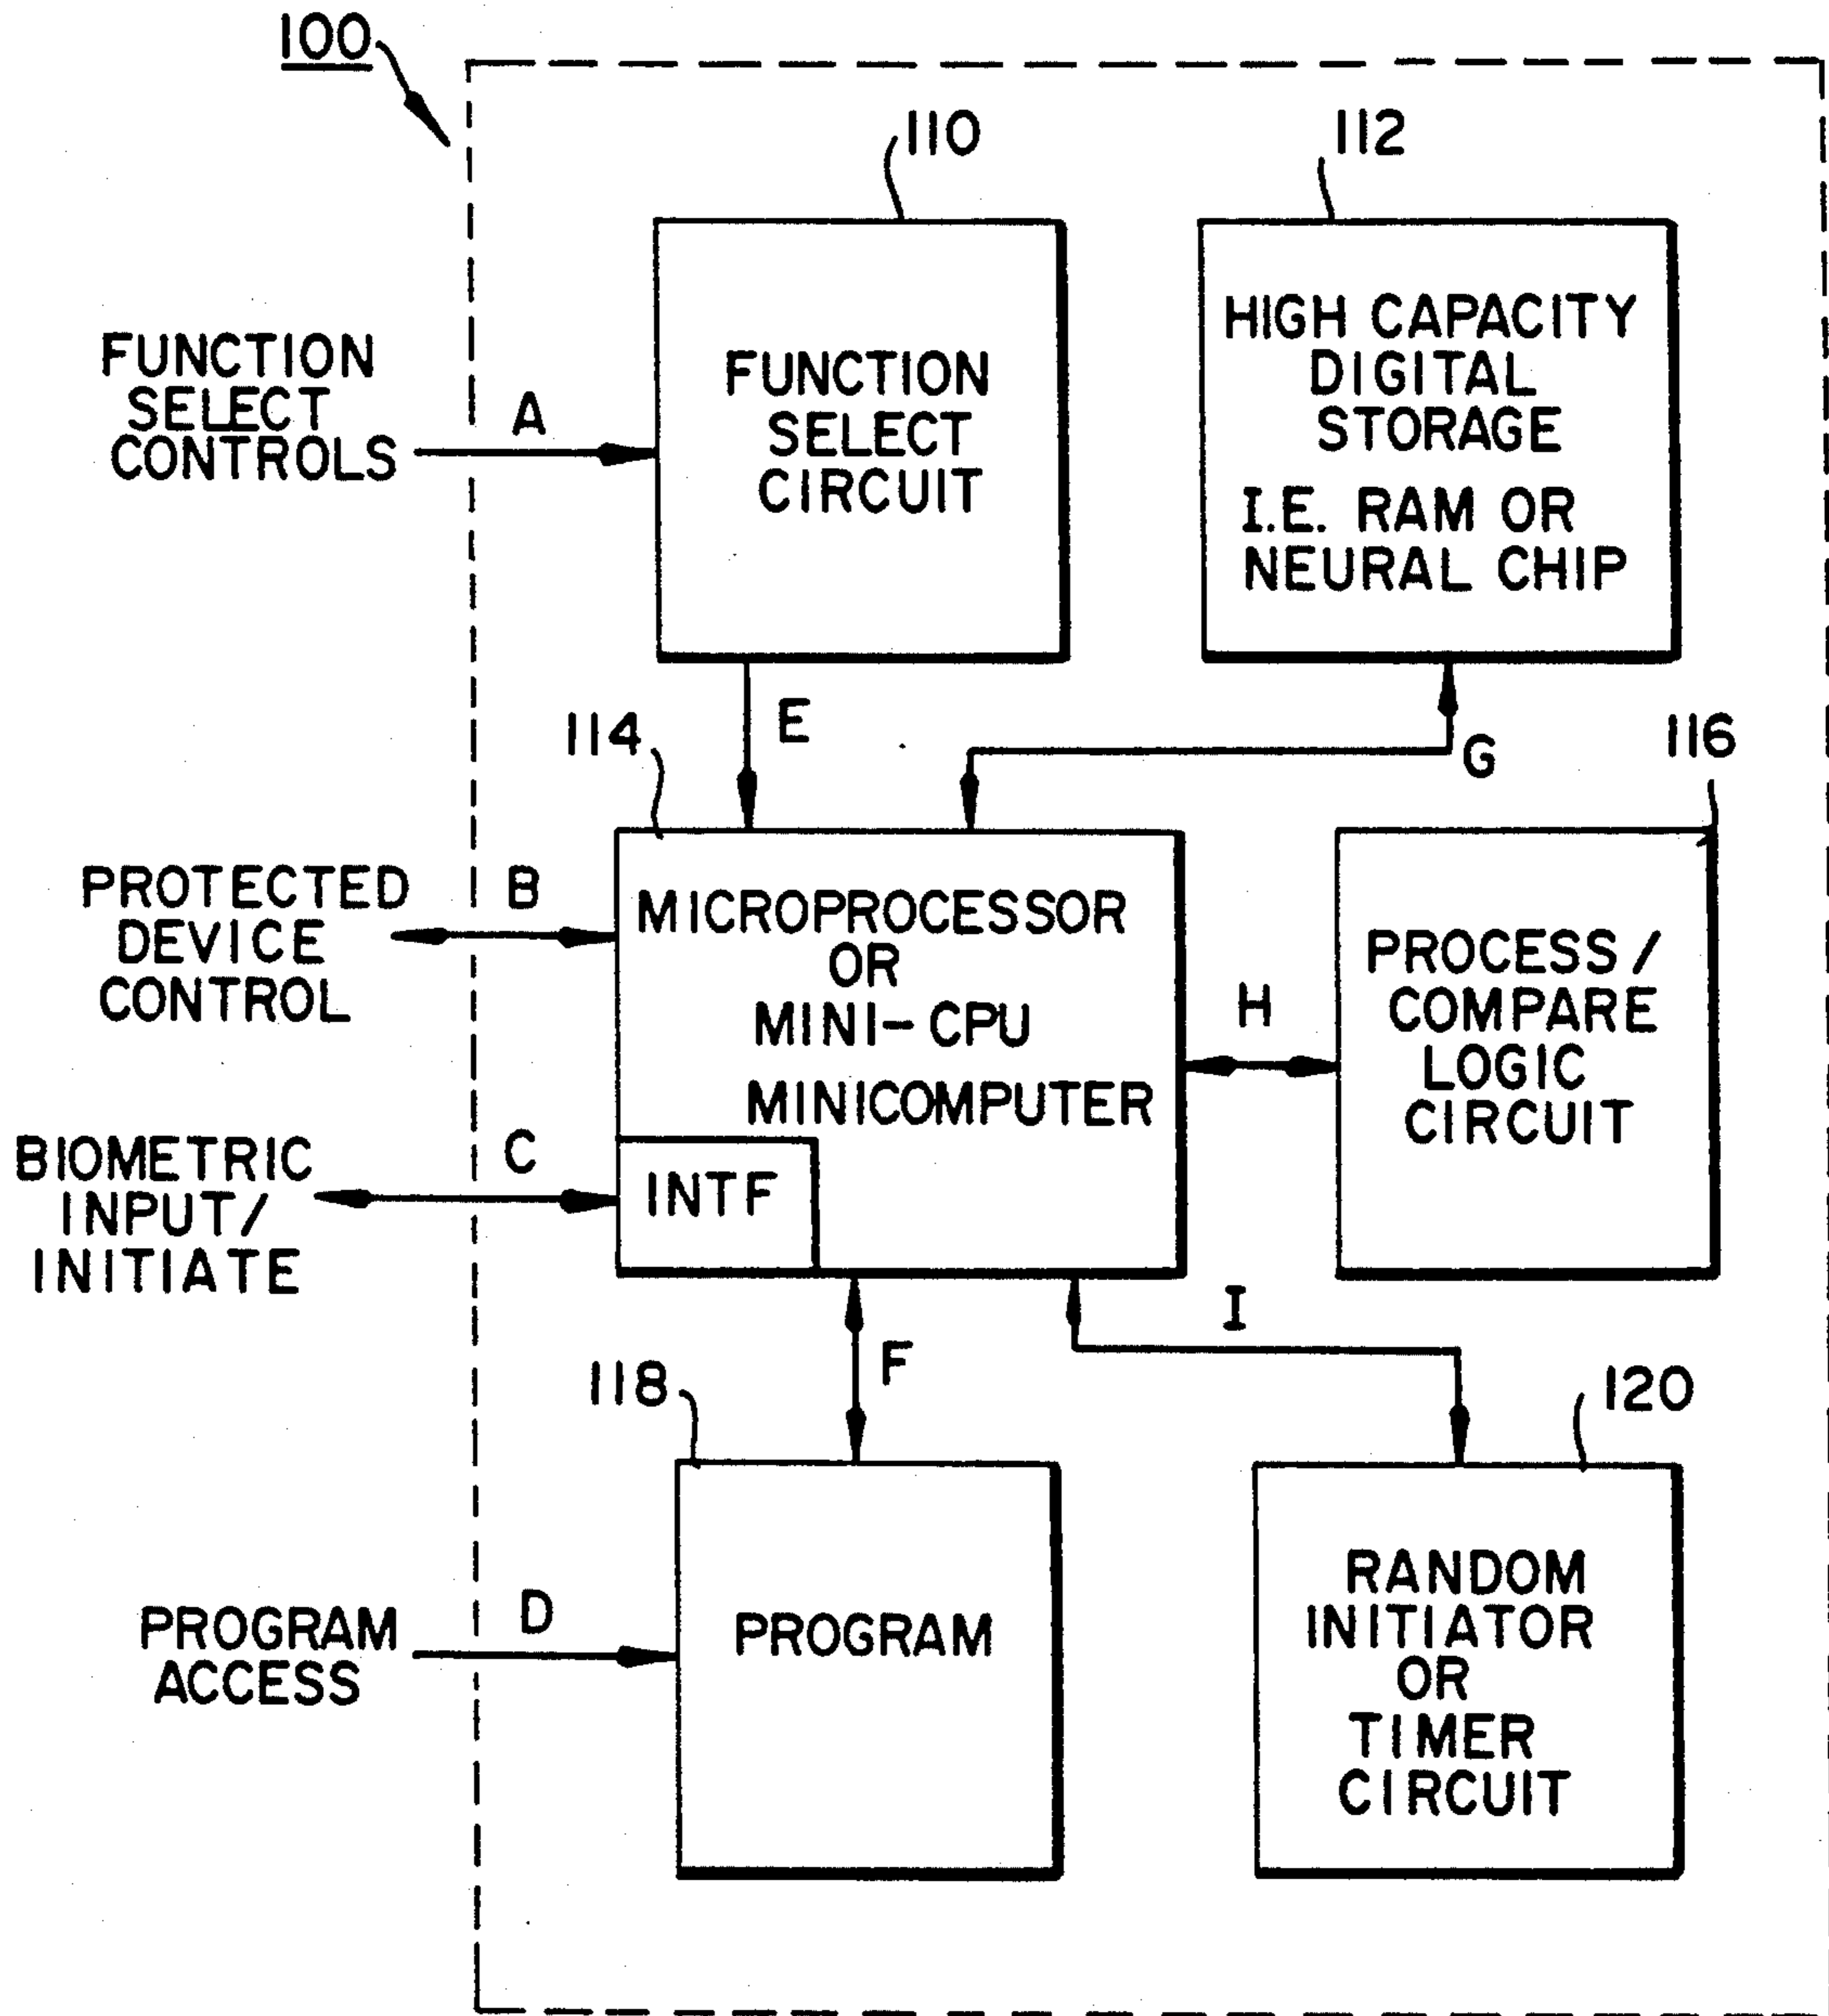 100
110
112
FUNCTION
SELECT
CONTROLS
A
FUNCTION
SELECT
CIRCUIT
HIGH CAPACITY
DIGITAL
STORAGE
I.E. RAM OR
NEURAL CHIP
E
G
114
116
PROTECTED
DEVICE
CONTROL
B
MICROPROCESSOR
OR
MINI-CPU
MINICOMPUTER
H
PROCESS/
COMPARE
LOGIC
CIRCUIT
BIOMETRIC
INPUT/
INITIATE
C
INTF
F
I
118
120
PROGRAM
ACCESS
D
PROGRAM
RANDOM
INITIATOR
OR
TIMER
CIRCUIT